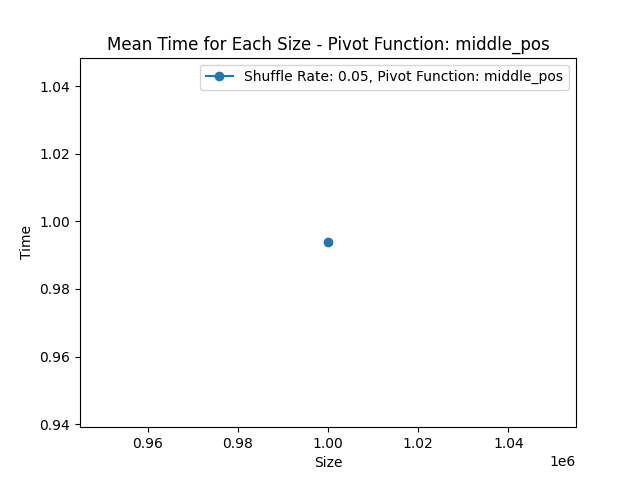 Mean Time for Each Size - Pivot Function: middle_pos
Shuffle Rate: 0.05, Pivot Function: middle_pos
1.04
1.02
1.00
0.98
0.96
0.94
Time
0.96
0.98
1.00
1.02
1.04
Size
1e6